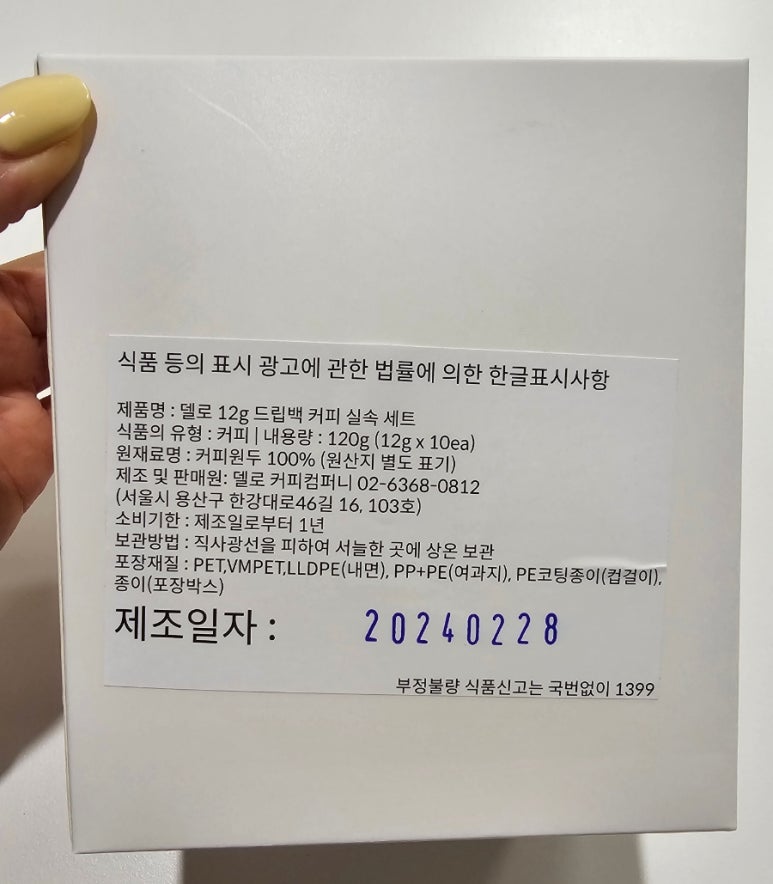 식품 등의 표시 광고에 관한 법률에 의한 한글표시사항
제품명 : 델로 12g 드립백 커피 실속 세트
식품의 유형 : 커피 | 내용량 : 120g (12g x 10ea)
원재료명 : 커피원두 100% (원산지 별도 표기)
제조 및 판매원: 델로 커피컴퍼니 02-6368-0812
(서울시 용산구 한강대로46길 16, 103호)
소비기한 : 제조일로부터 1년
보관방법 : 직사광선을 피하여 서늘한 곳에 상온 보관
포장재질 : PET,VMPET,LLDPE(내면), PP+PE(여과지), PE코팅종이(컵걸이),
종이(포장박스)
제조일자 : 20240228
부정불량 식품신고는 국번없이 1399